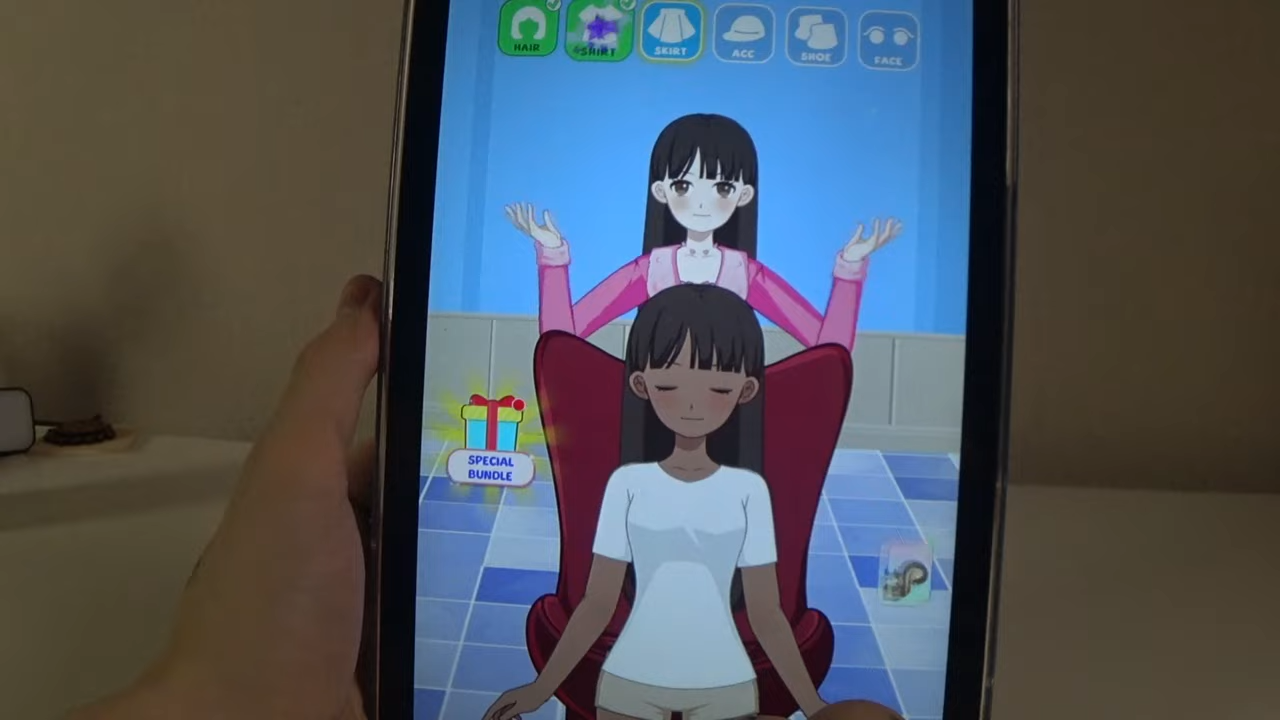 HAIR
SHIRT
SKIRT
ACC
SHOE
FACE
SPECIAL
BUNDLE